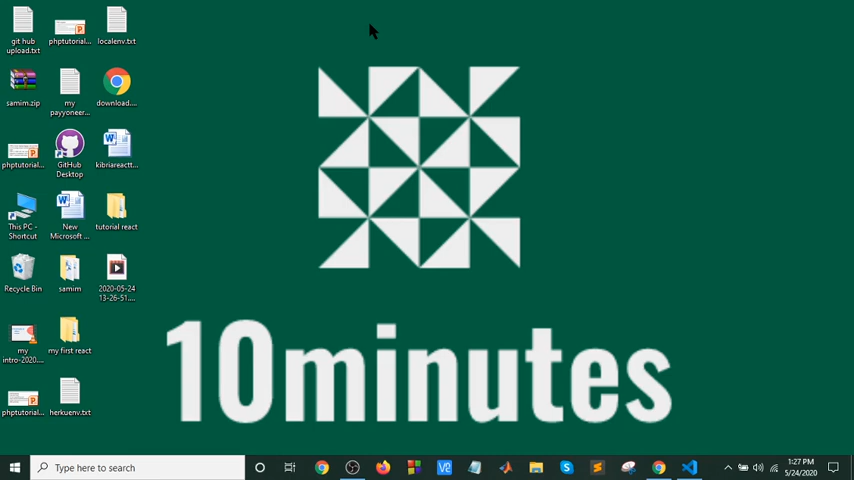 git hub
upload.txt
phptutorial...
localenv.txt
samim.zip
my
payyoneer...
download....
phptutorial...
GitHub
Desktop
kibriareactt...
This PC -
Shortcut
New
Microsoft ...
tutorial react
Recycle Bin
samim
2020-05-24
13-26-51....
my
intro-2020....
my first react
phptutorial...
herkuenv.txt
10minutes
Type here to search
1:27 PM
5/24/2020